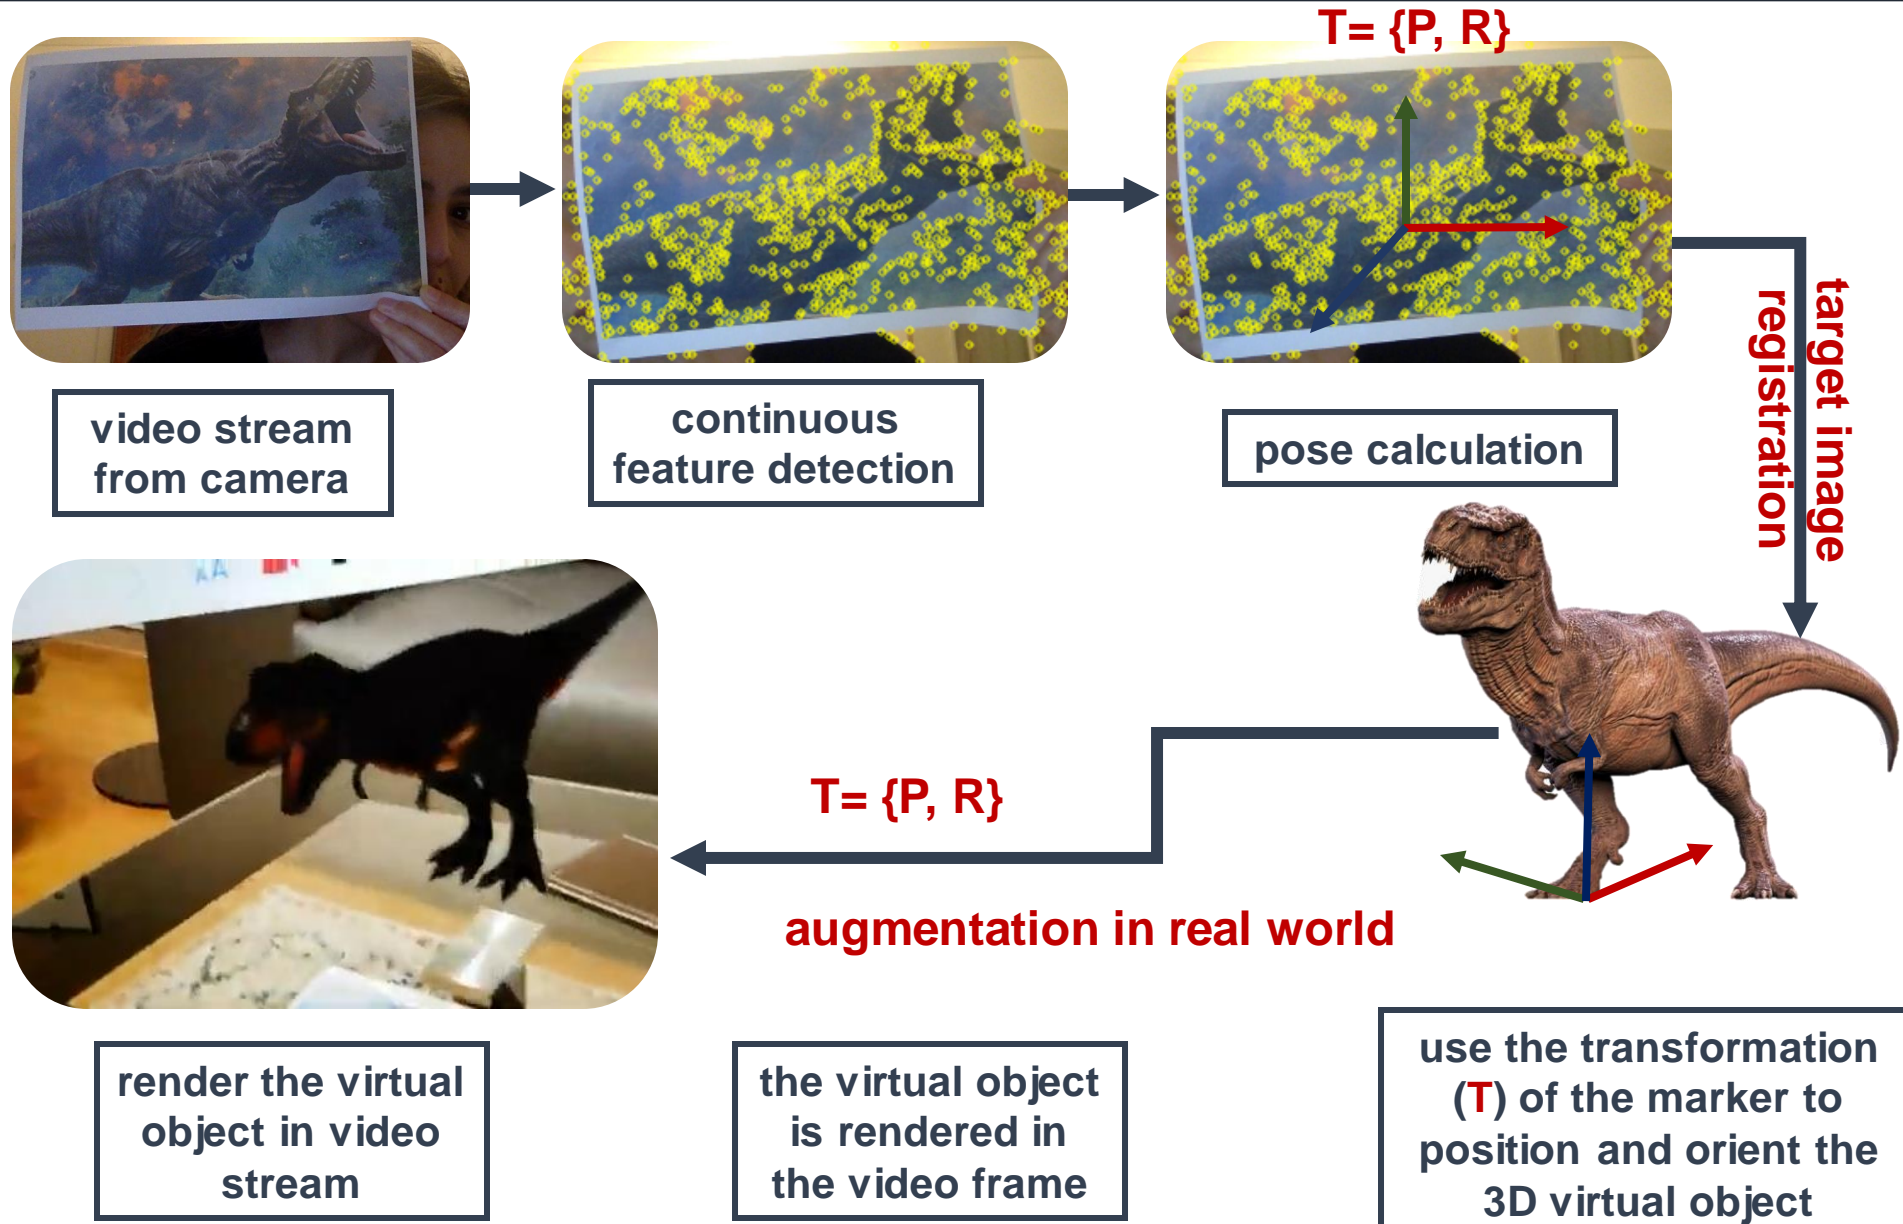 T= {P, R}
video stream
from camera
continuous
feature detection
pose calculation
target image
registration
T= {P, R}
augmentation in real world
render the virtual
object in video
stream
the virtual object
is rendered in
the video frame
use the transformation
(T) of the marker to
position and orient the
3D virtual object